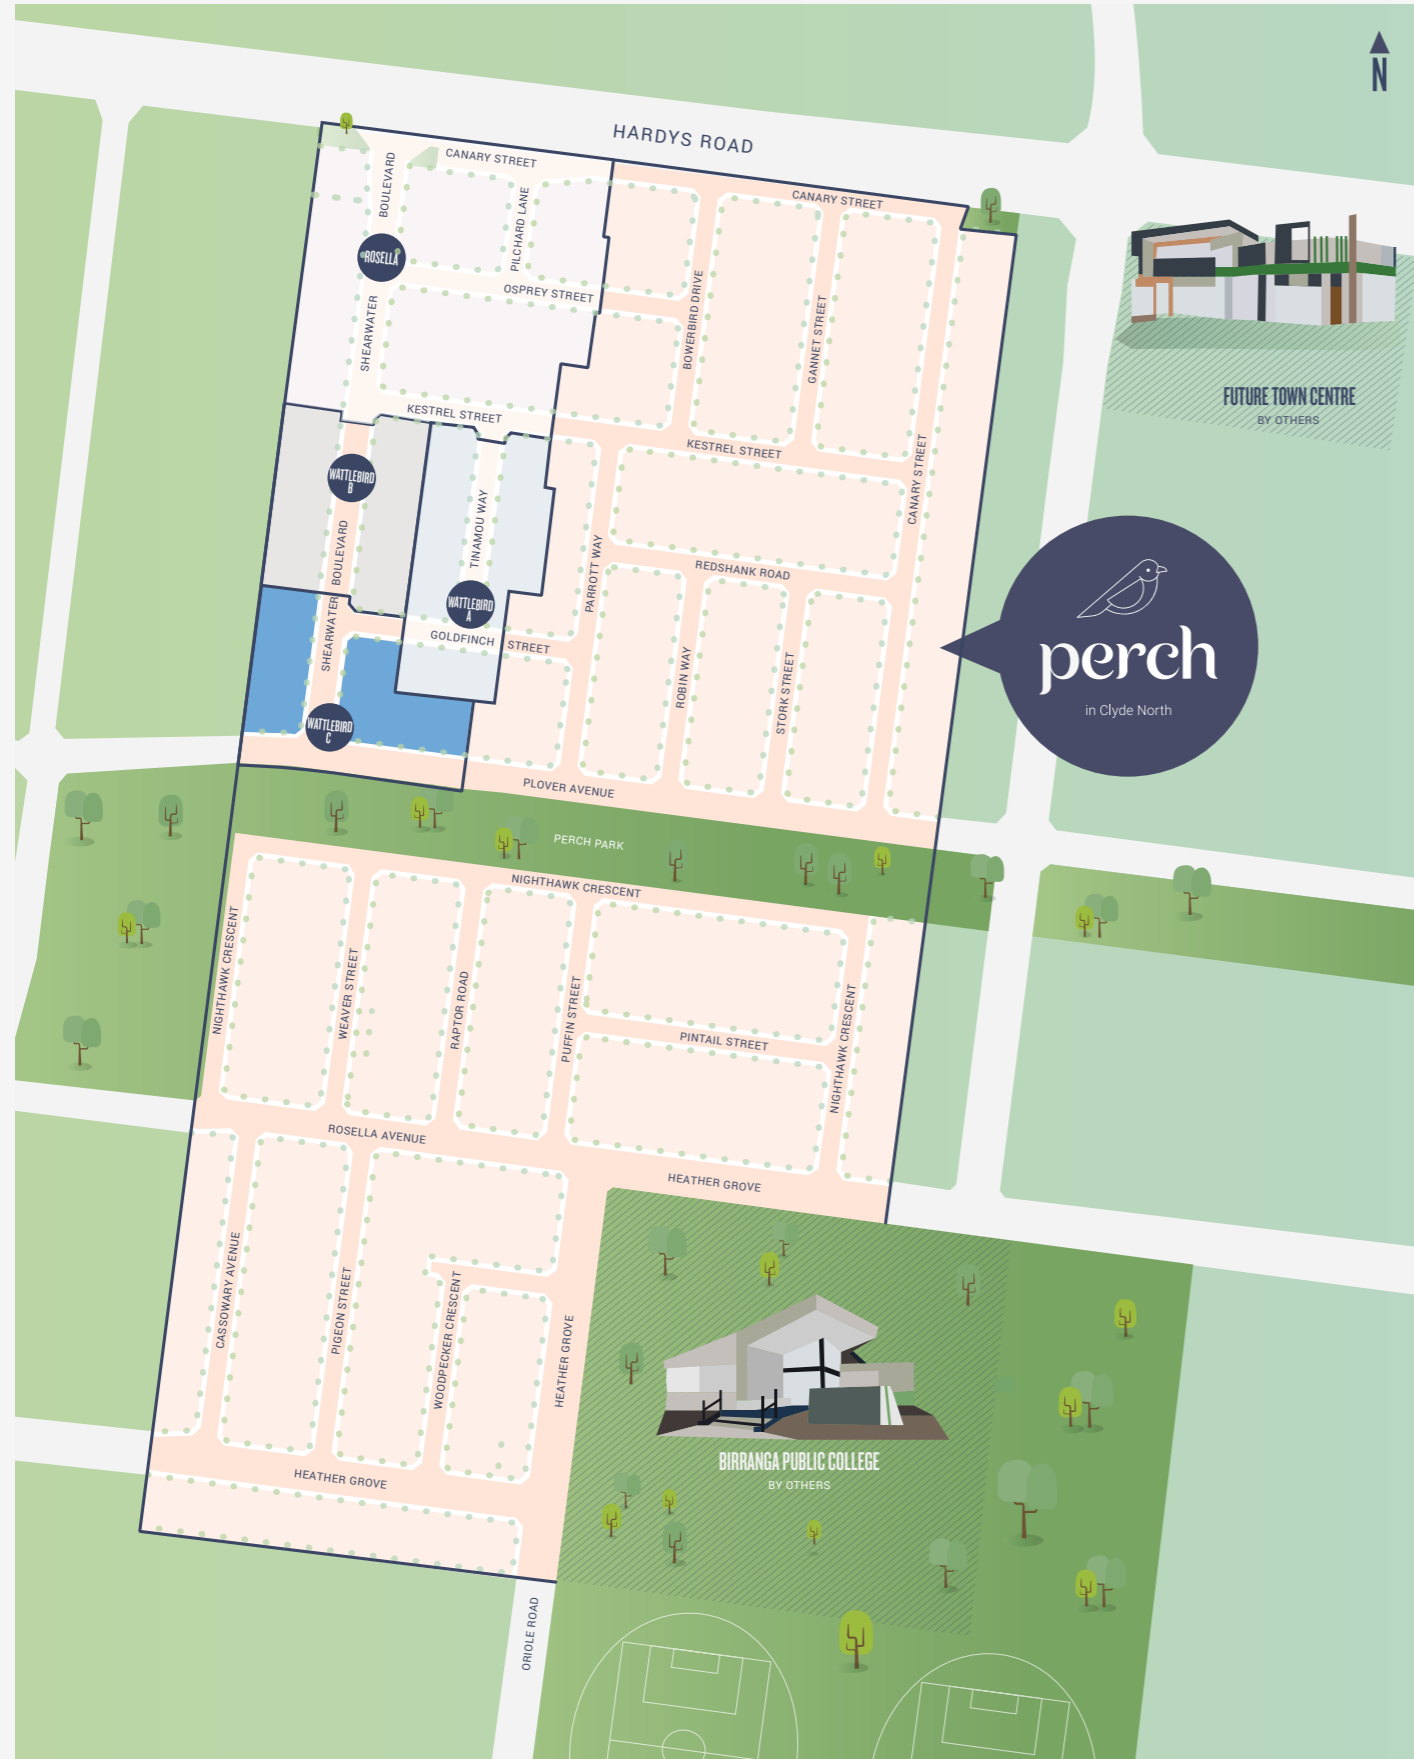 N
HARDYS ROAD
CANARY STREET
BOULEVARD
PILCHARD LANE
CANARY STREET
ROSELLA
OSPREY STREET
SHEARWATER
BOWERBIRD DRIVE
GANNET STREET
FUTURE TOWN CENTRE
BY OTHERS
KESTREL STREET
KESTREL STREET
CANARY STREET
WATTLEBIRD
B
TINAMOU WAY
BOULEVARD
PARROTT WAY
REDSHANK ROAD
WATTLEBIRD
A
SHEARWATER
GOLDFINCH STREET
ROBIN WAY
STORK STREET
perch
in Clyde North
WATTLEBIRD
C
PLOVER AVENUE
PERCH PARK
NIGHTHAWK CRESCENT
NIGHTHAWK CRESCENT
WEAVER STREET
RAPTOR ROAD
PUFFIN STREET
PINTAIL STREET
NIGHTHAWK CRESCENT
ROSELLA AVENUE
HEATHER GROVE
CASSOWARY AVENUE
PIGEON STREET
WOODPECKER CRESCENT
HEATHER GROVE
BIRRANGA PUBLIC COLLEGE
BY OTHERS
HEATHER GROVE
ORIOLE ROAD